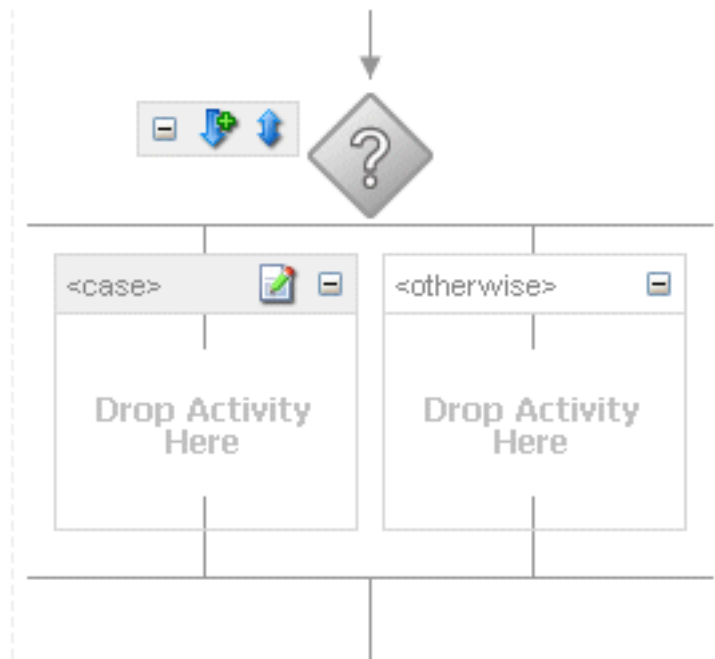 ?
<case>
<otherwise>
Drop Activity
Here
Drop Activity
Here